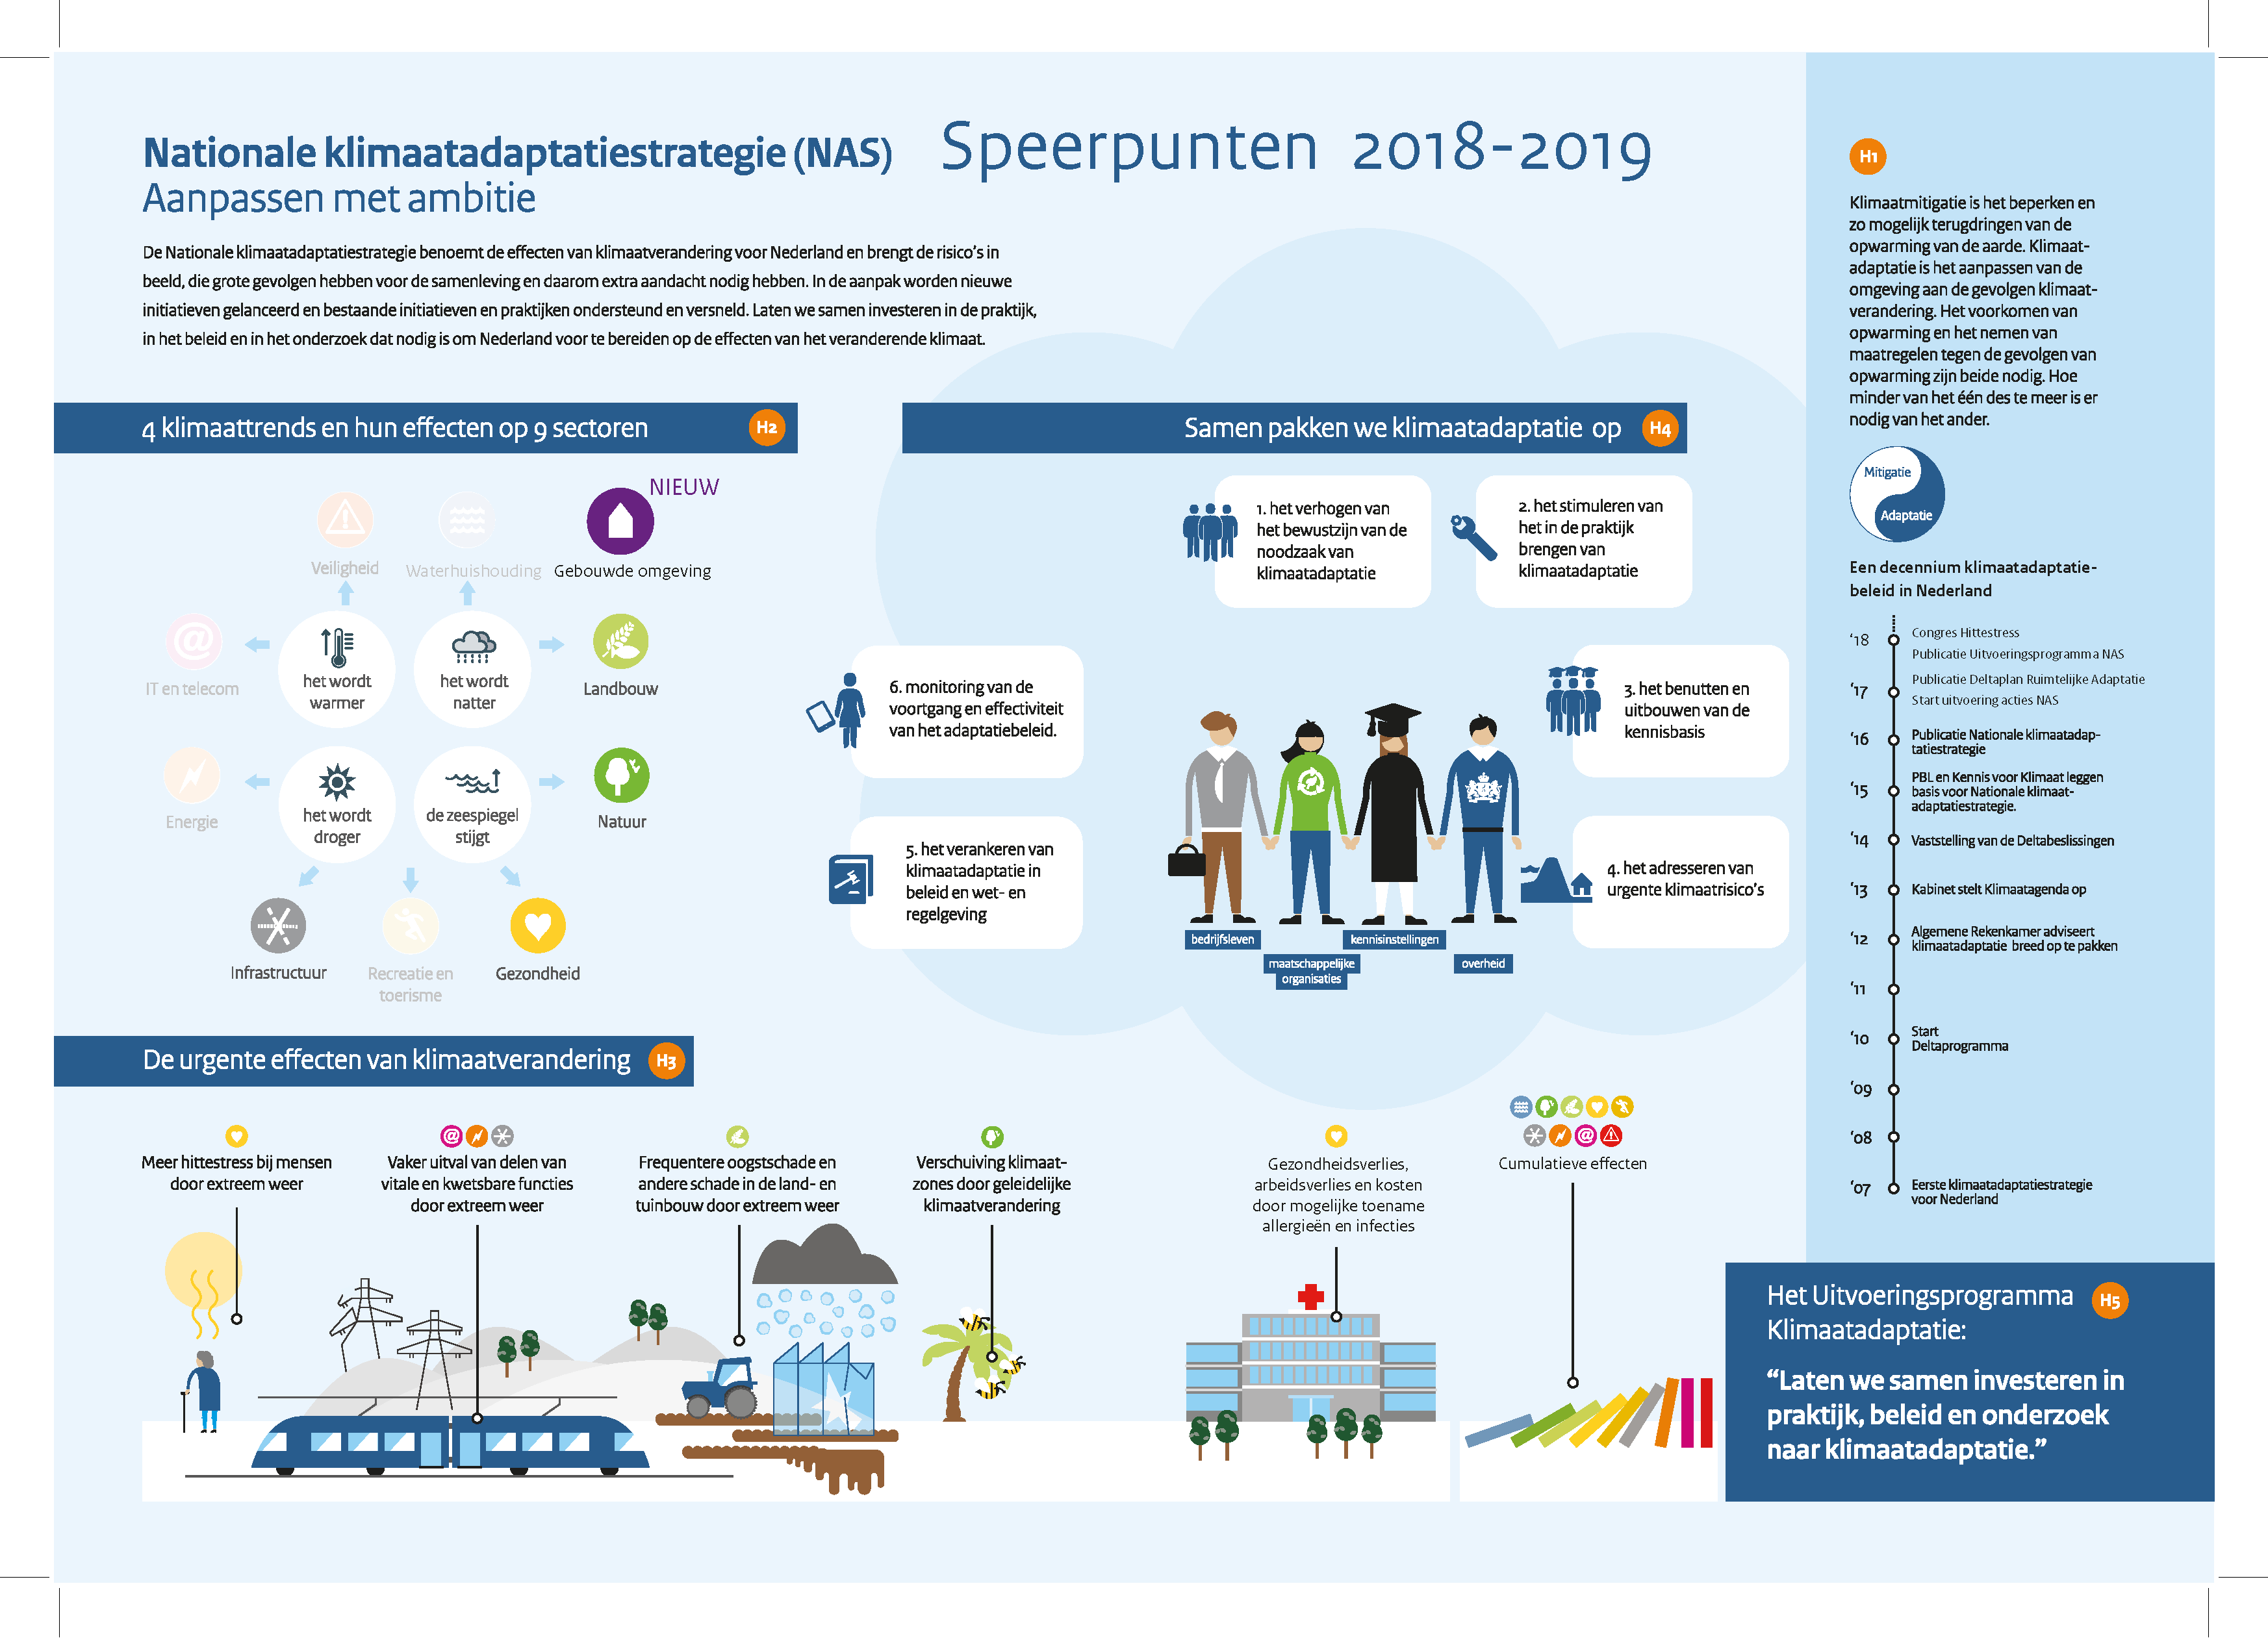 Nationale klimaatadaptatiestrategie (NAS)
Aanpassen met ambitie
Speerpunten 2018-2019
De Nationale klimaatadaptatiestrategie benoemt de effecten van klimaatverandering voor Nederland en brengt de risico's in
beeld, die grote gevolgen hebben voor de samenleving en daarom extra aandacht nodig hebben. In de aanpak worden nieuwe
initiatieven gelanceerd en bestaande initiatieven en praktijken ondersteund en versneld. Laten we samen investeren in de praktijk,
in het beleid en in het onderzoek dat nodig is om Nederland voor te bereiden op de effecten van het veranderende klimaat.
4 klimaattrends en hun effecten op 9 sectoren
H2
NIEUW
Veiligheid
Waterhuishouding
Gebouwde omgeving
@
IT en telecom
het wordt
warmer
het wordt
natter
Landbouw
Energie
het wordt
droger
de zeespiegel
stijgt
Natuur
Infrastructuur
Recreatie en
toerisme
Gezondheid
Samen pakken we klimaatadaptatie op
H4
1. het verhogen van
het bewustzijn van de
noodzaak van
klimaatadaptatie
2. het stimuleren van
het in de praktijk
brengen van
klimaatadaptatie
3. het benutten en
uitbouwen van de
kennisbasis
4. het adresseren van
urgente klimaatrisico's
5. het verankeren van
klimaatadaptatie in
beleid en wet- en
regelgeving
6. monitoring van de
voortgang en effectiviteit
van het adaptatiebeleid.
bedrijfsleven
maatschappelijke
organisaties
kennisinstellingen
overheid
De urgente effecten van klimaatverandering
H3
Meer hittestress bij mensen
door extreem weer
@
Vaker uitval van delen van
vitale en kwetsbare functies
door extreem weer
Frequentere oogstschade en
andere schade in de land- en
tuinbouw door extreem weer
Verschuiving klimaat-
zones door geleidelijke
klimaatverandering
Gezondheidsverlies,
arbeidsverlies en kosten
door mogelijke toename
allergieën en infecties
@
Cumulatieve effecten
H1
Klimaatmitigatie is het beperken en
zo mogelijk terugdringen van de
opwarming van de aarde. Klimaat-
adaptatie is het aanpassen van de
omgeving aan de gevolgen klimaat-
verandering. Het voorkomen van
opwarming en het nemen van
maatregelen tegen de gevolgen van
opwarming zijn beide nodig. Hoe
minder van het één des te meer is er
nodig van het ander.
Mitigatie
Adaptatie
Een decennium klimaatadaptatie-
beleid in Nederland
'18
Congres Hittestress
Publicatie Uitvoeringsprogramma NAS
'17
Publicatie Deltaplan Ruimtelijke Adaptatie
Start uitvoering acties NAS
'16
Publicatie Nationale klimaatadap-
tatiestrategie
'15
PBL en Kennis voor Klimaat leggen
basis voor Nationale klimaat-
adaptatiestrategie.
'14
Vaststelling van de Deltabeslissingen
'13
Kabinet stelt Klimaatagenda op
'12
Algemene Rekenkamer adviseert
klimaatadaptatie breed op te pakken
'11
'10
Start
Deltaprogramma
'09
'08
'07
Eerste klimaatadaptatiestrategie
voor Nederland
Het Uitvoeringsprogramma
Klimaatadaptatie:
H5
“Laten we samen investeren in
praktijk, beleid en onderzoek
naar klimaatadaptatie.”